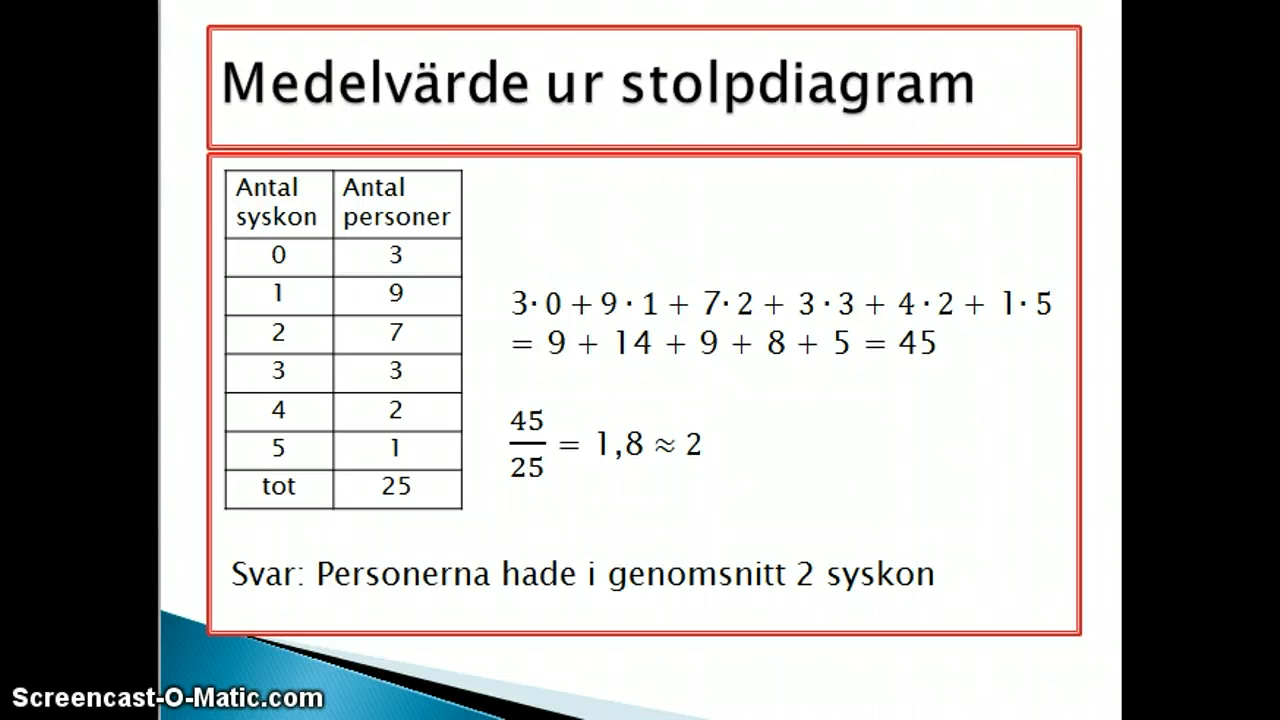 Medelvärde ur stolpdiagram
Antal syskon Antal personer
0 3
1 9
2 7
3 3
4 2
5 1
tot 25
3· 0 + 9 · 1 + 7· 2 + 3 · 3 + 4 · 2 + 1· 5
= 9 + 14 + 9 + 8 + 5 = 45
45/25 = 1,8 ≈ 2
Svar: Personerna hade i genomsnitt 2 syskon
Screencast-O-Matic.com